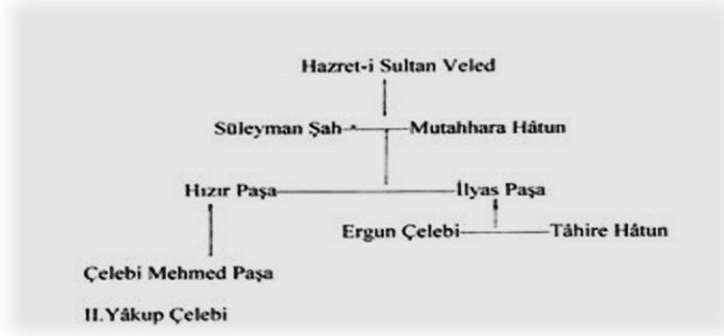 Hazret-i Sultan Veled
Süleyman Şah Mutahhara Hâtun
Hızır Paşa İlyas Paşa
Ergun Çelebi Tâhire Hâtun
Çelebi Mehmed Paşa
II.Yâkup Çelebi